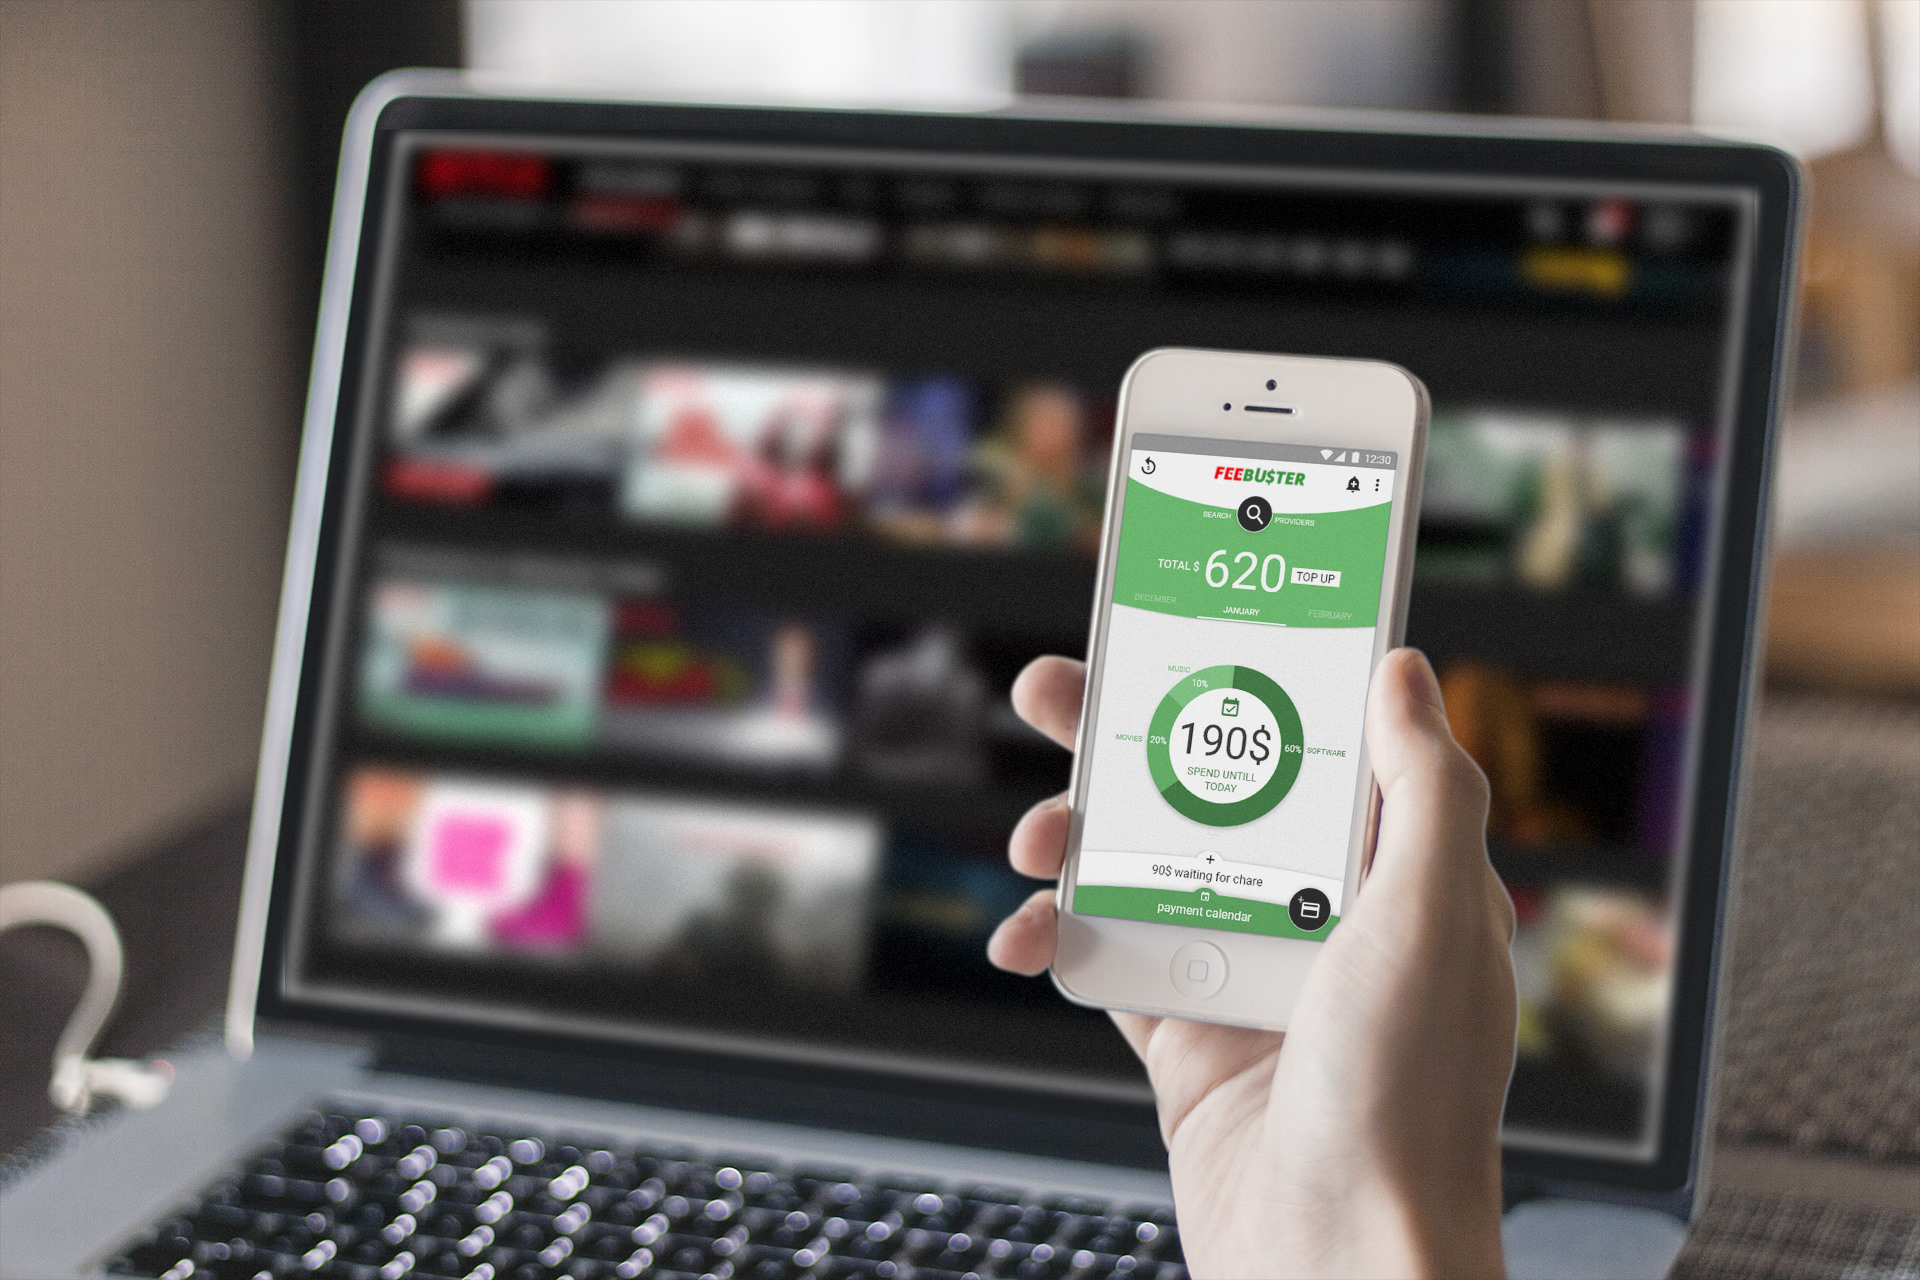 12:30
FEEBU$TER
SEARCH PROVIDERS
TOTAL $ 620 TOP UP
DECEMBER JANUARY FEBRUARY
MUSIC
10%
MOVIES 20% 190$ 60% SOFTWARE
SPEND UNTILL
TODAY
+
90$ waiting for chare
payment calendar